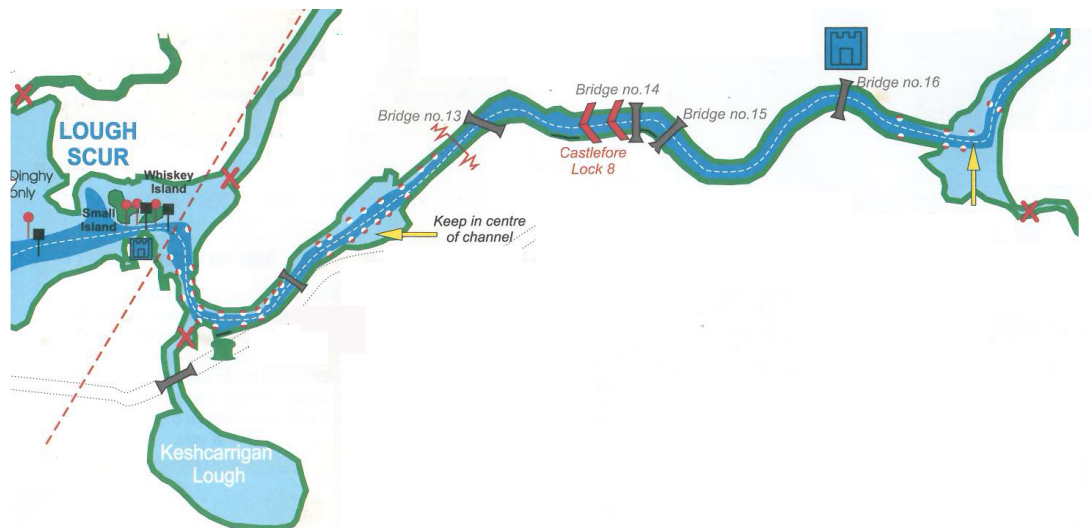 LOUGH
SCUR
Dinghy
only
Whiskey
Island
Small
Island
Bridge no.13
Bridge no.14
Bridge no.15
Bridge no.16
Castlefore
Lock 8
Keep in centre
of channel
Keshcarrigan
Lough